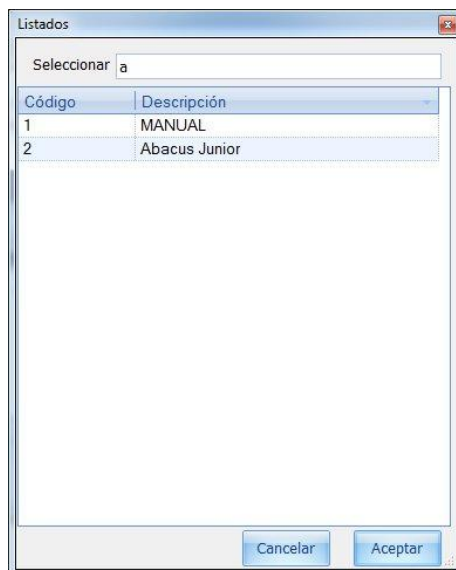 Listados
Seleccionar a
Código Descripción
1 MANUAL
2 Abacus Junior
Cancelar Aceptar